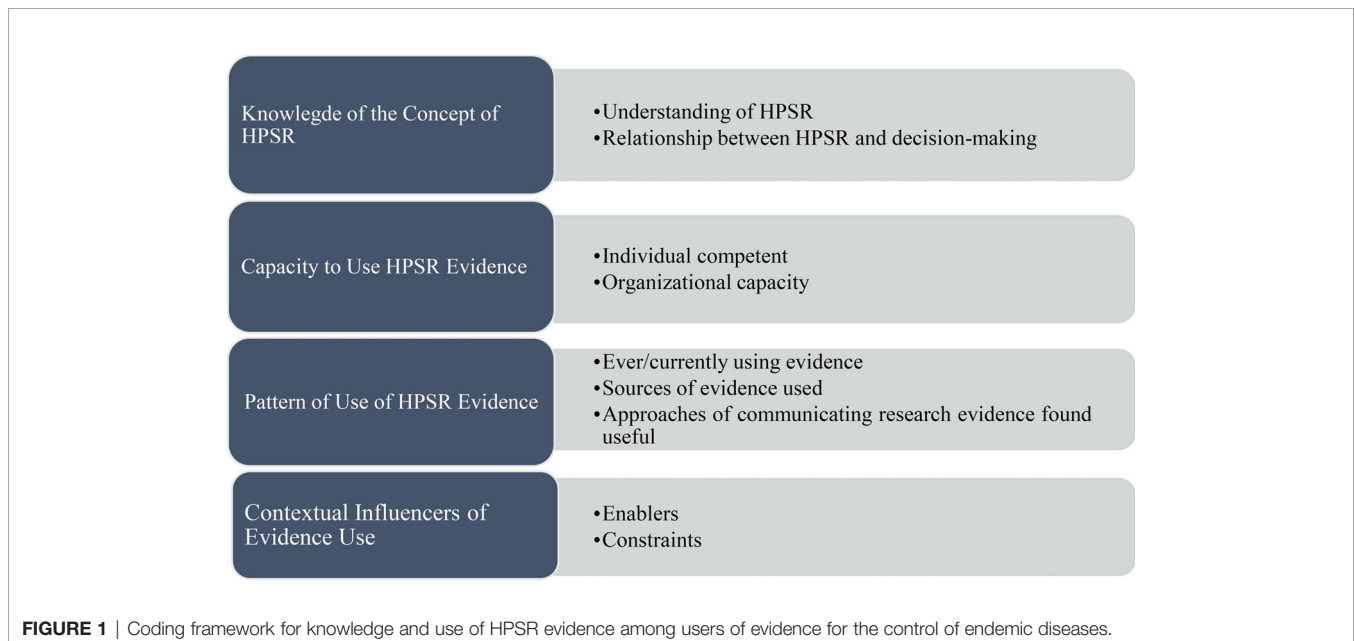 Knowlegde of the Concept of
HPSR
•Understanding of HPSR
•Relationship between HPSR and decision-making
Capacity to Use HPSR Evidence
•Individual competent
•Organizational capacity
Pattern of Use of HPSR Evidence
•Ever/currently using evidence
•Sources of evidence used
•Approaches of communicating research evidence found
useful
Contextual Influencers of
Evidence Use
•Enablers
•Constraints
FIGURE 1 | Coding framework for knowledge and use of HPSR evidence among users of evidence for the control of endemic diseases.